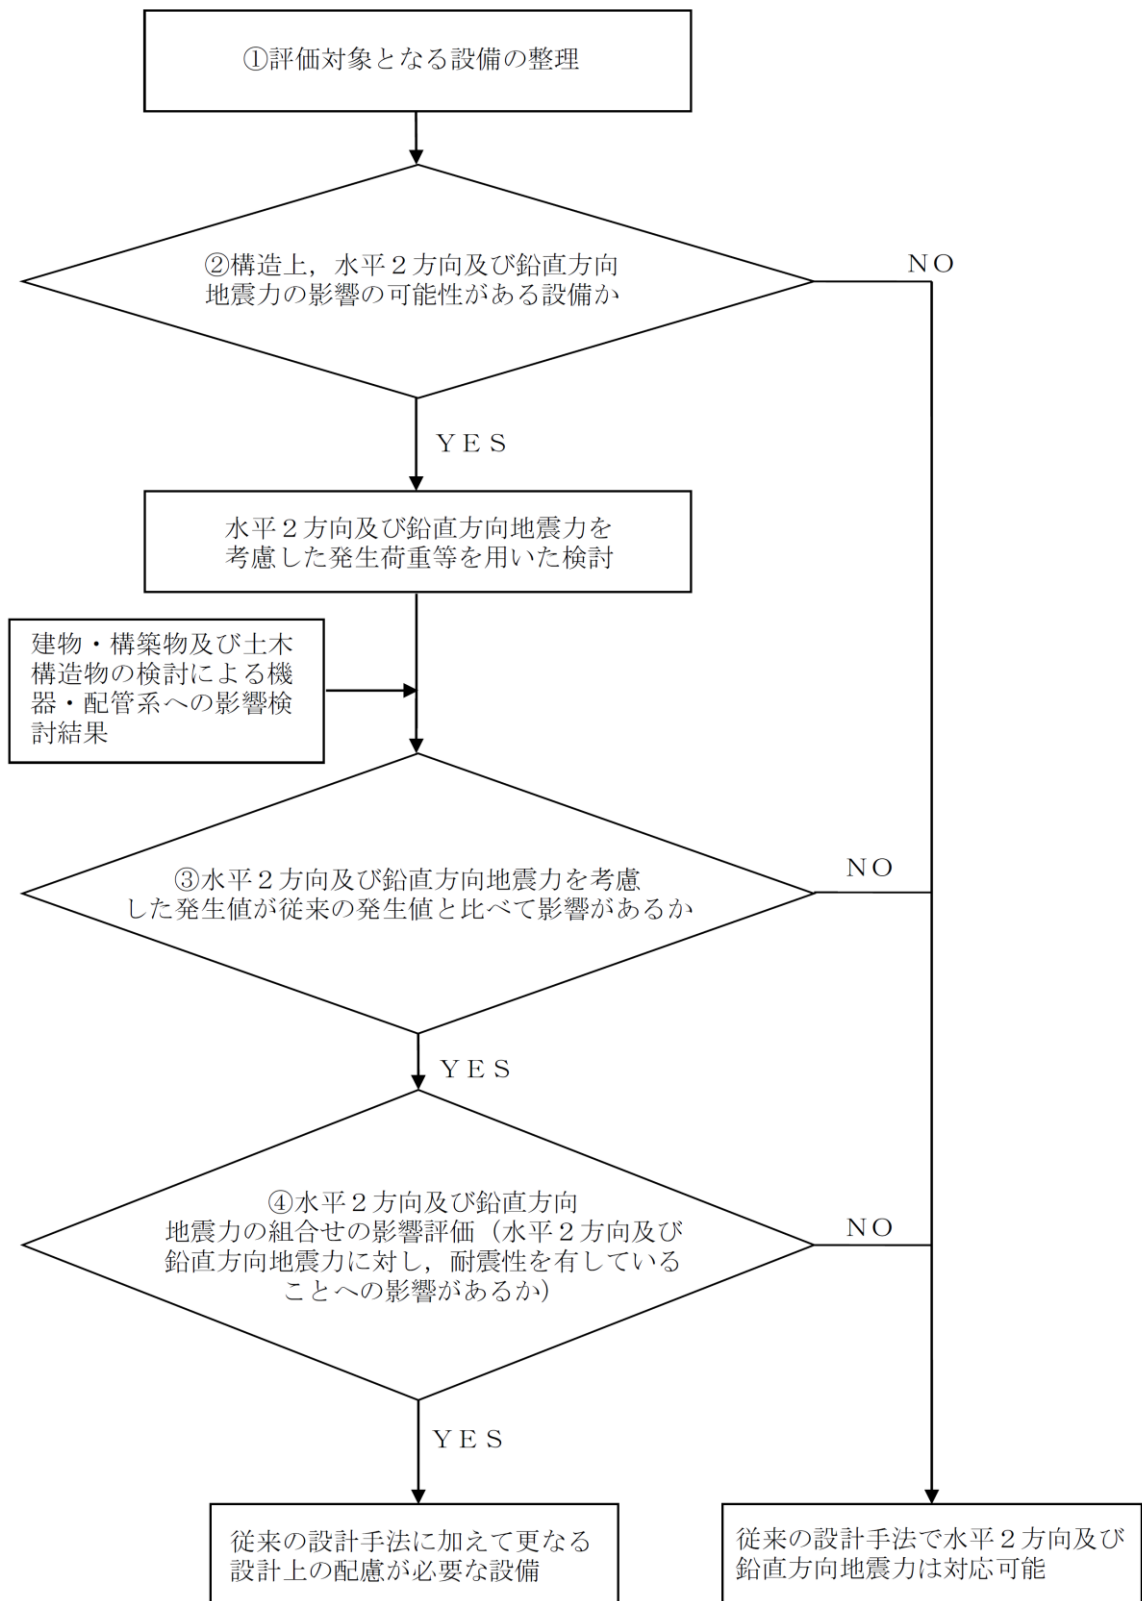 ①評価対象となる設備の整理
②構造上，水平２方向及び鉛直方向
地震力の影響の可能性がある設備か
ＮＯ
ＹＥＳ
水平２方向及び鉛直方向地震力を
考慮した発生荷重等を用いた検討
建物・構築物及び土木
構造物の検討による機
器・配管系への影響検
討結果
③水平２方向及び鉛直方向地震力を考慮
した発生値が従来の発生値と比べて影響があるか
ＮＯ
ＹＥＳ
④水平２方向及び鉛直方向
地震力の組合せの影響評価（水平２方向及び
鉛直方向地震力に対し，耐震性を有している
ことへの影響があるか）
ＮＯ
ＹＥＳ
従来の設計手法に加えて更なる
設計上の配慮が必要な設備
従来の設計手法で水平２方向及び
鉛直方向地震力は対応可能